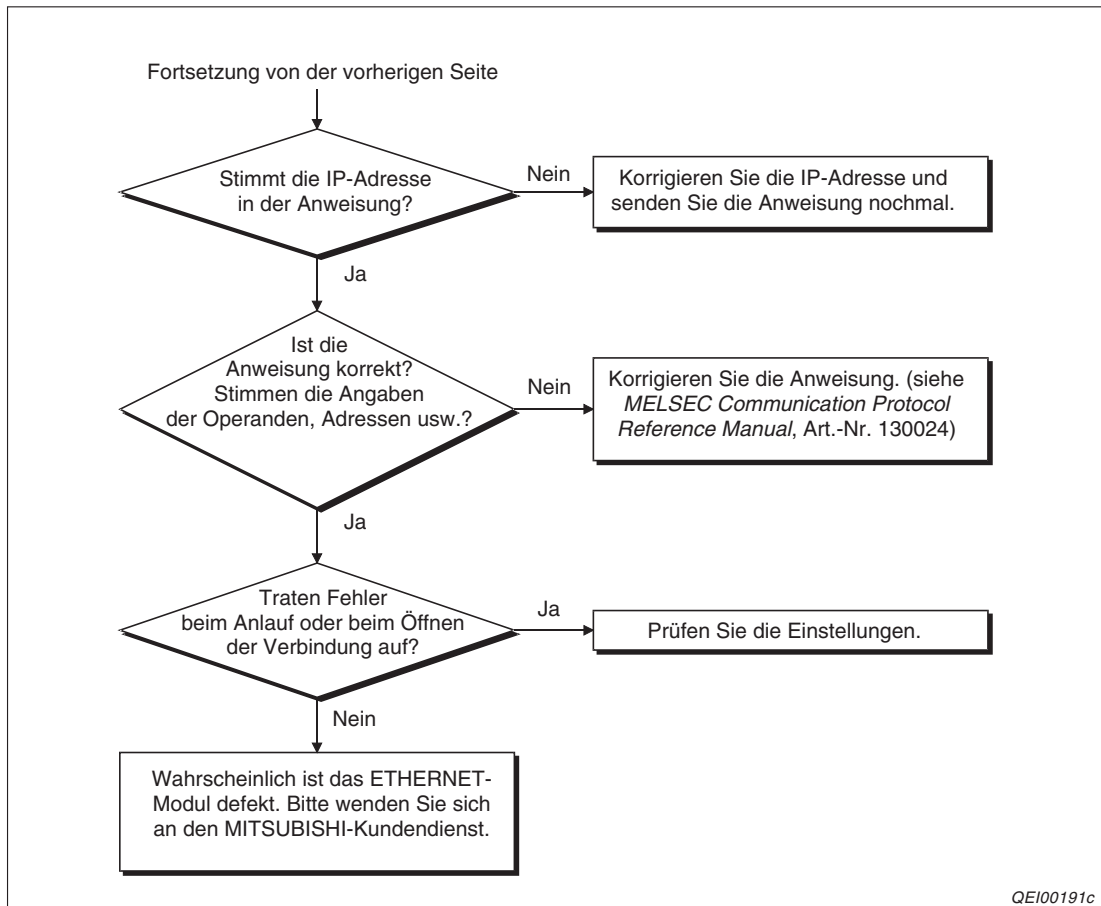 Fortsetzung von der vorherigen Seite
Stimmt die IP-Adresse
in der Anweisung?
Nein
Korrigieren Sie die IP-Adresse und
senden Sie die Anweisung nochmal.
Ja
Ist die
Anweisung korrekt?
Stimmen die Angaben
der Operanden, Adressen usw.?
Nein
Korrigieren Sie die Anweisung. (siehe
MELSEC Communication Protocol
Reference Manual, Art.-Nr. 130024)
Ja
Traten Fehler
beim Anlauf oder beim Öffnen
der Verbindung auf?
Ja
Prüfen Sie die Einstellungen.
Nein
Wahrscheinlich ist das ETHERNET-
Modul defekt. Bitte wenden Sie sich
an den MITSUBISHI-Kundendienst.
QEI00191c